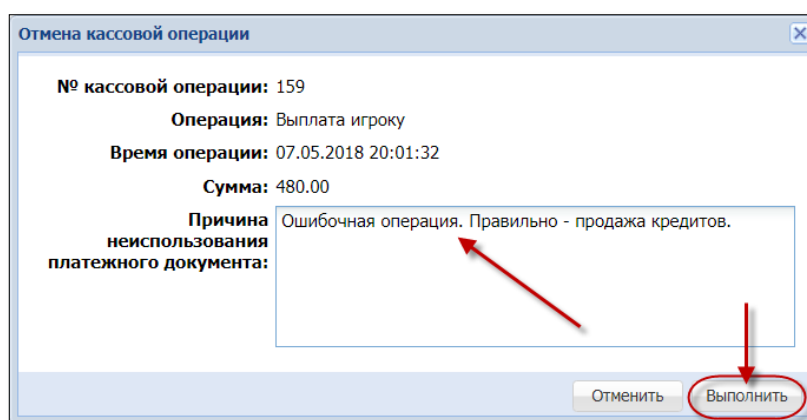 Отмена кассовой операции
№ кассовой операции: 159
Операция: Выплата игроку
Время операции: 07.05.2018 20:01:32
Сумма: 480.00
Причина неиспользования платежного документа:
Ошибочная операция. Правильно - продажа кредитов.
Отменить Выполнить